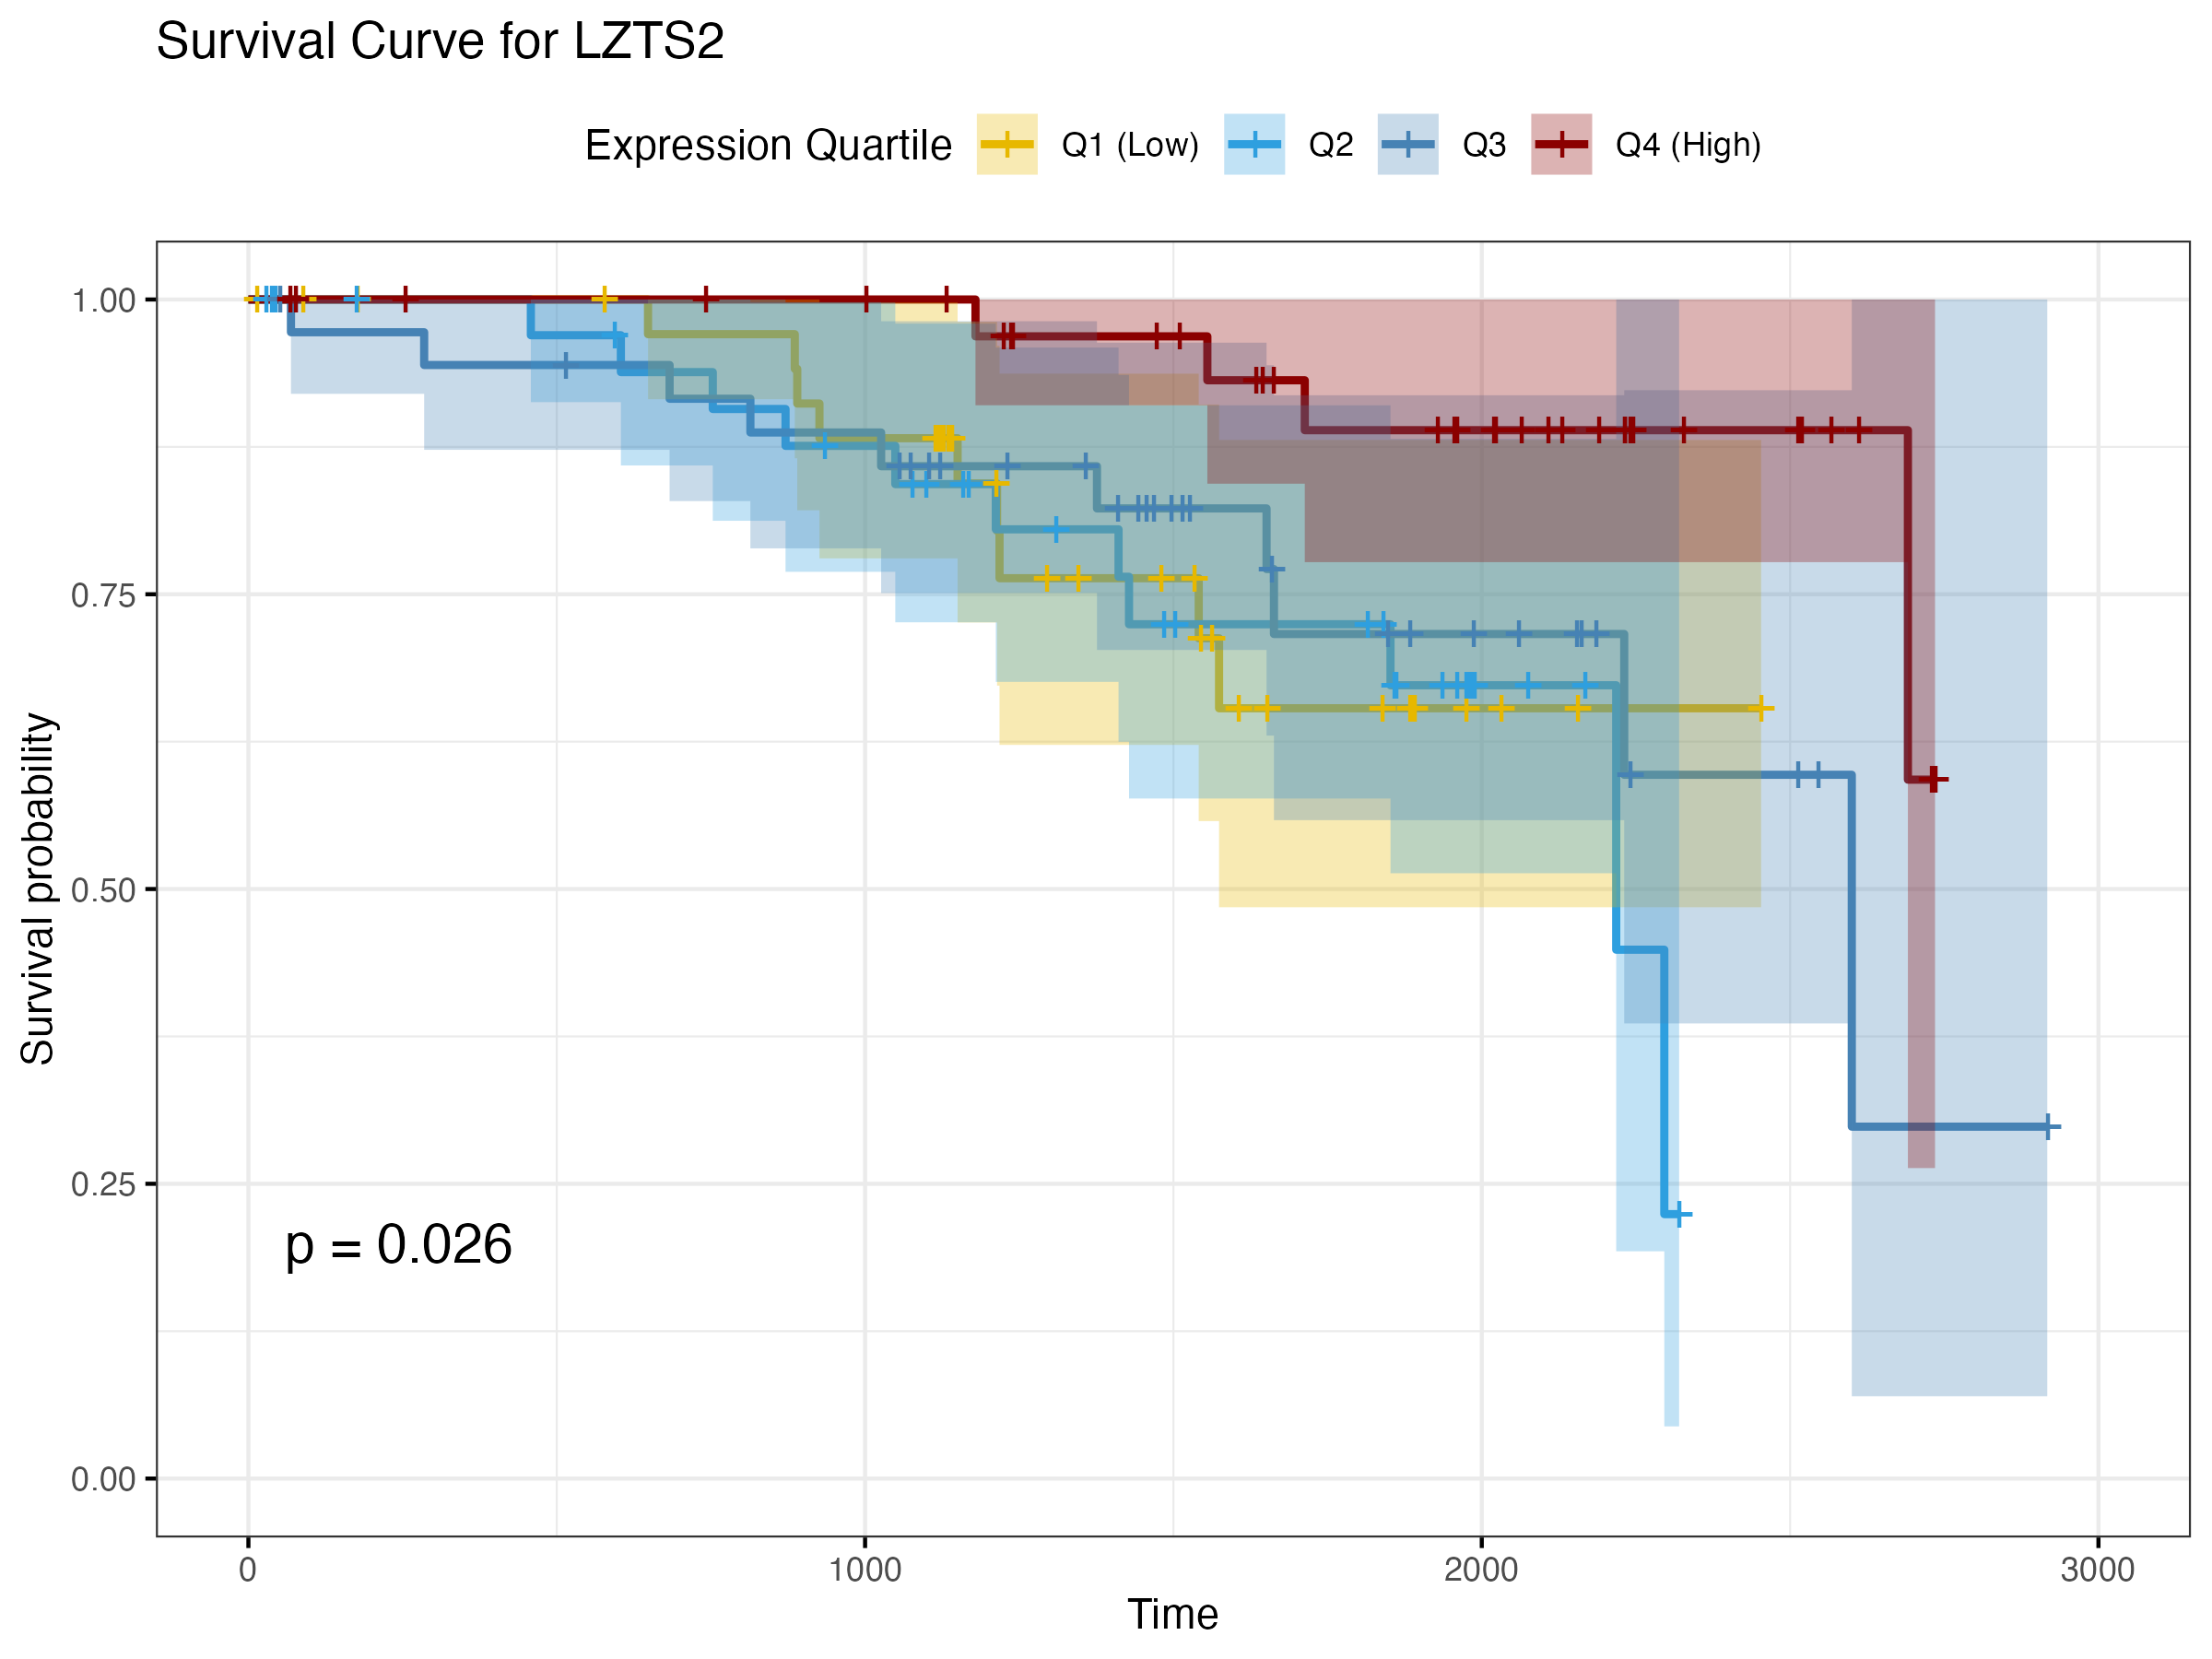 Survival Curve for LZTS2
Expression Quartile Q1 (Low) Q2 Q3 Q4 (High)
Survival probability
1.00
0.75
0.50
0.25
0.00
p = 0.026
0 1000 2000 3000
Time